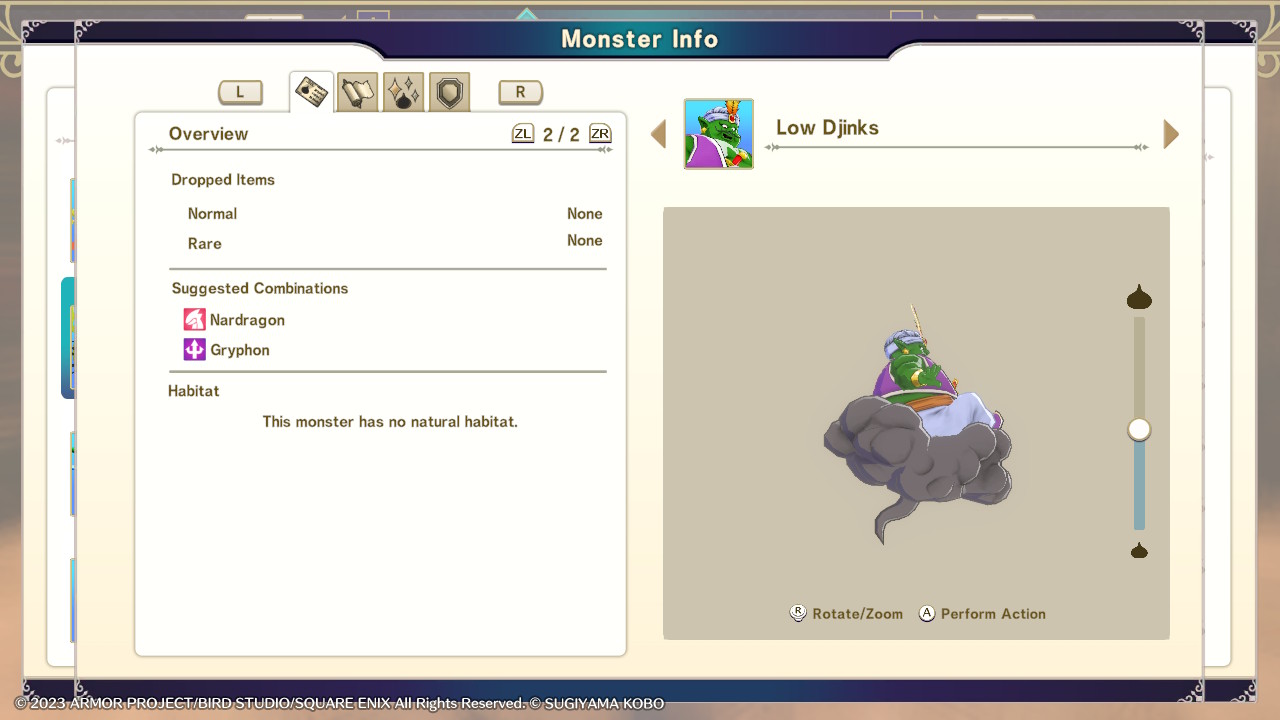 Monster Info
L
R
Overview
ZL 2 / 2 ZR
Low Djinks
Dropped Items
Normal None
Rare None
Suggested Combinations
Nardragon
Gryphon
Habitat
This monster has no natural habitat.
R Rotate/Zoom A Perform Action
© 2023 ARMOR PROJECT/BIRD STUDIO/SQUARE ENIX All Rights Reserved. © SUGIYAMA KOBO